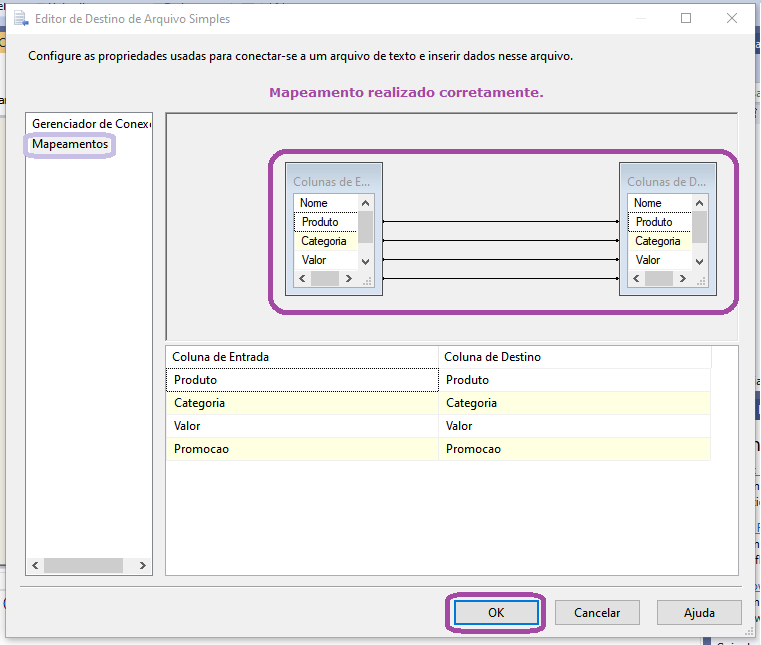 Editor de Destino de Arquivo Simples
Configure as propriedades usadas para conectar-se a um arquivo de texto e inserir dados nesse arquivo.
Mapeamento realizado corretamente.
Gerenciador de Conex
Mapeamentos
Colunas de E...
Nome
Produto
Categoria
Valor
Colunas de D...
Nome
Produto
Categoria
Valor
Coluna de Entrada Coluna de Destino
Produto Produto
Categoria Categoria
Valor Valor
Promocao Promocao
OK Cancelar Ajuda